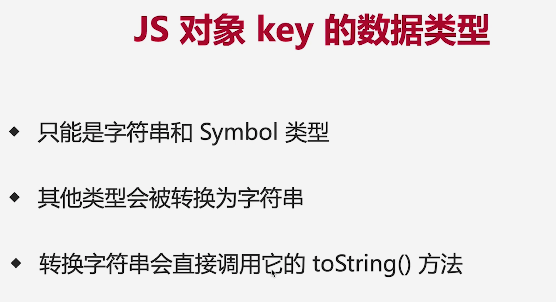 JS 对象 key 的数据类型
只能是字符串和 Symbol 类型
其他类型会被转换为字符串
转换字符串会直接调用它的 toString() 方法